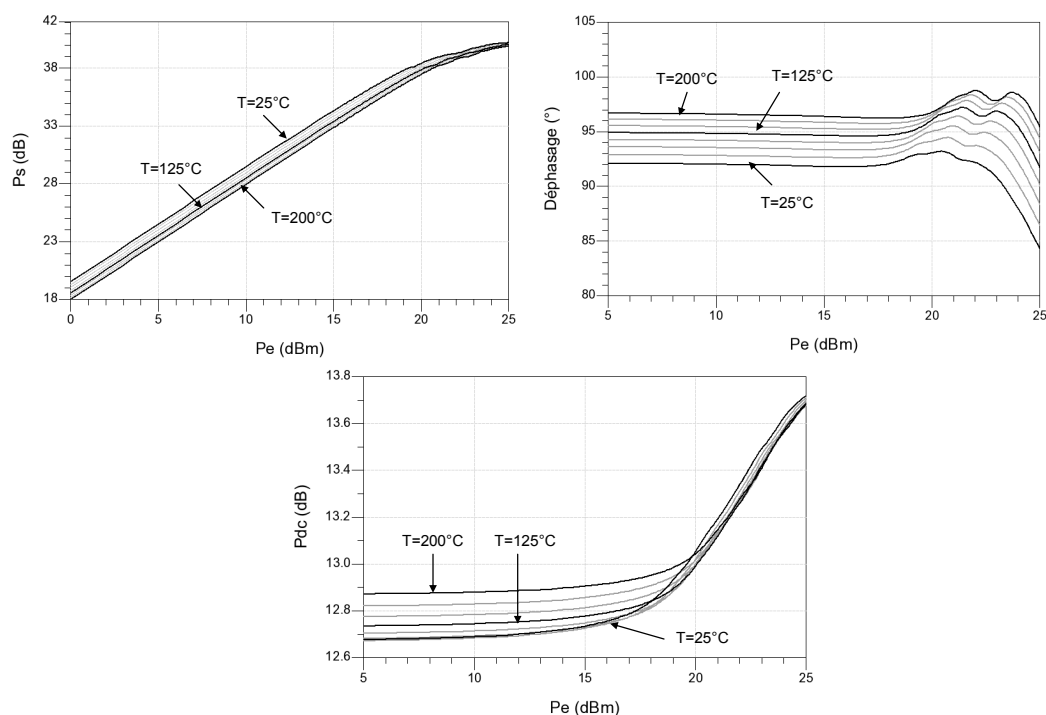 42
38
33
28
23
18
Ps (dB)
T=25°C
T=125°C
T=200°C
0
5
10
15
20
25
Pe (dBm)
105
100
95
90
85
80
Déphasage (°)
T=200°C
T=125°C
T=25°C
5
10
15
20
25
Pe (dBm)
13.8
13.6
13.4
13.2
13.0
12.8
12.6
Pdc (dB)
T=200°C
T=125°C
T=25°C
5
10
15
20
25
Pe (dBm)